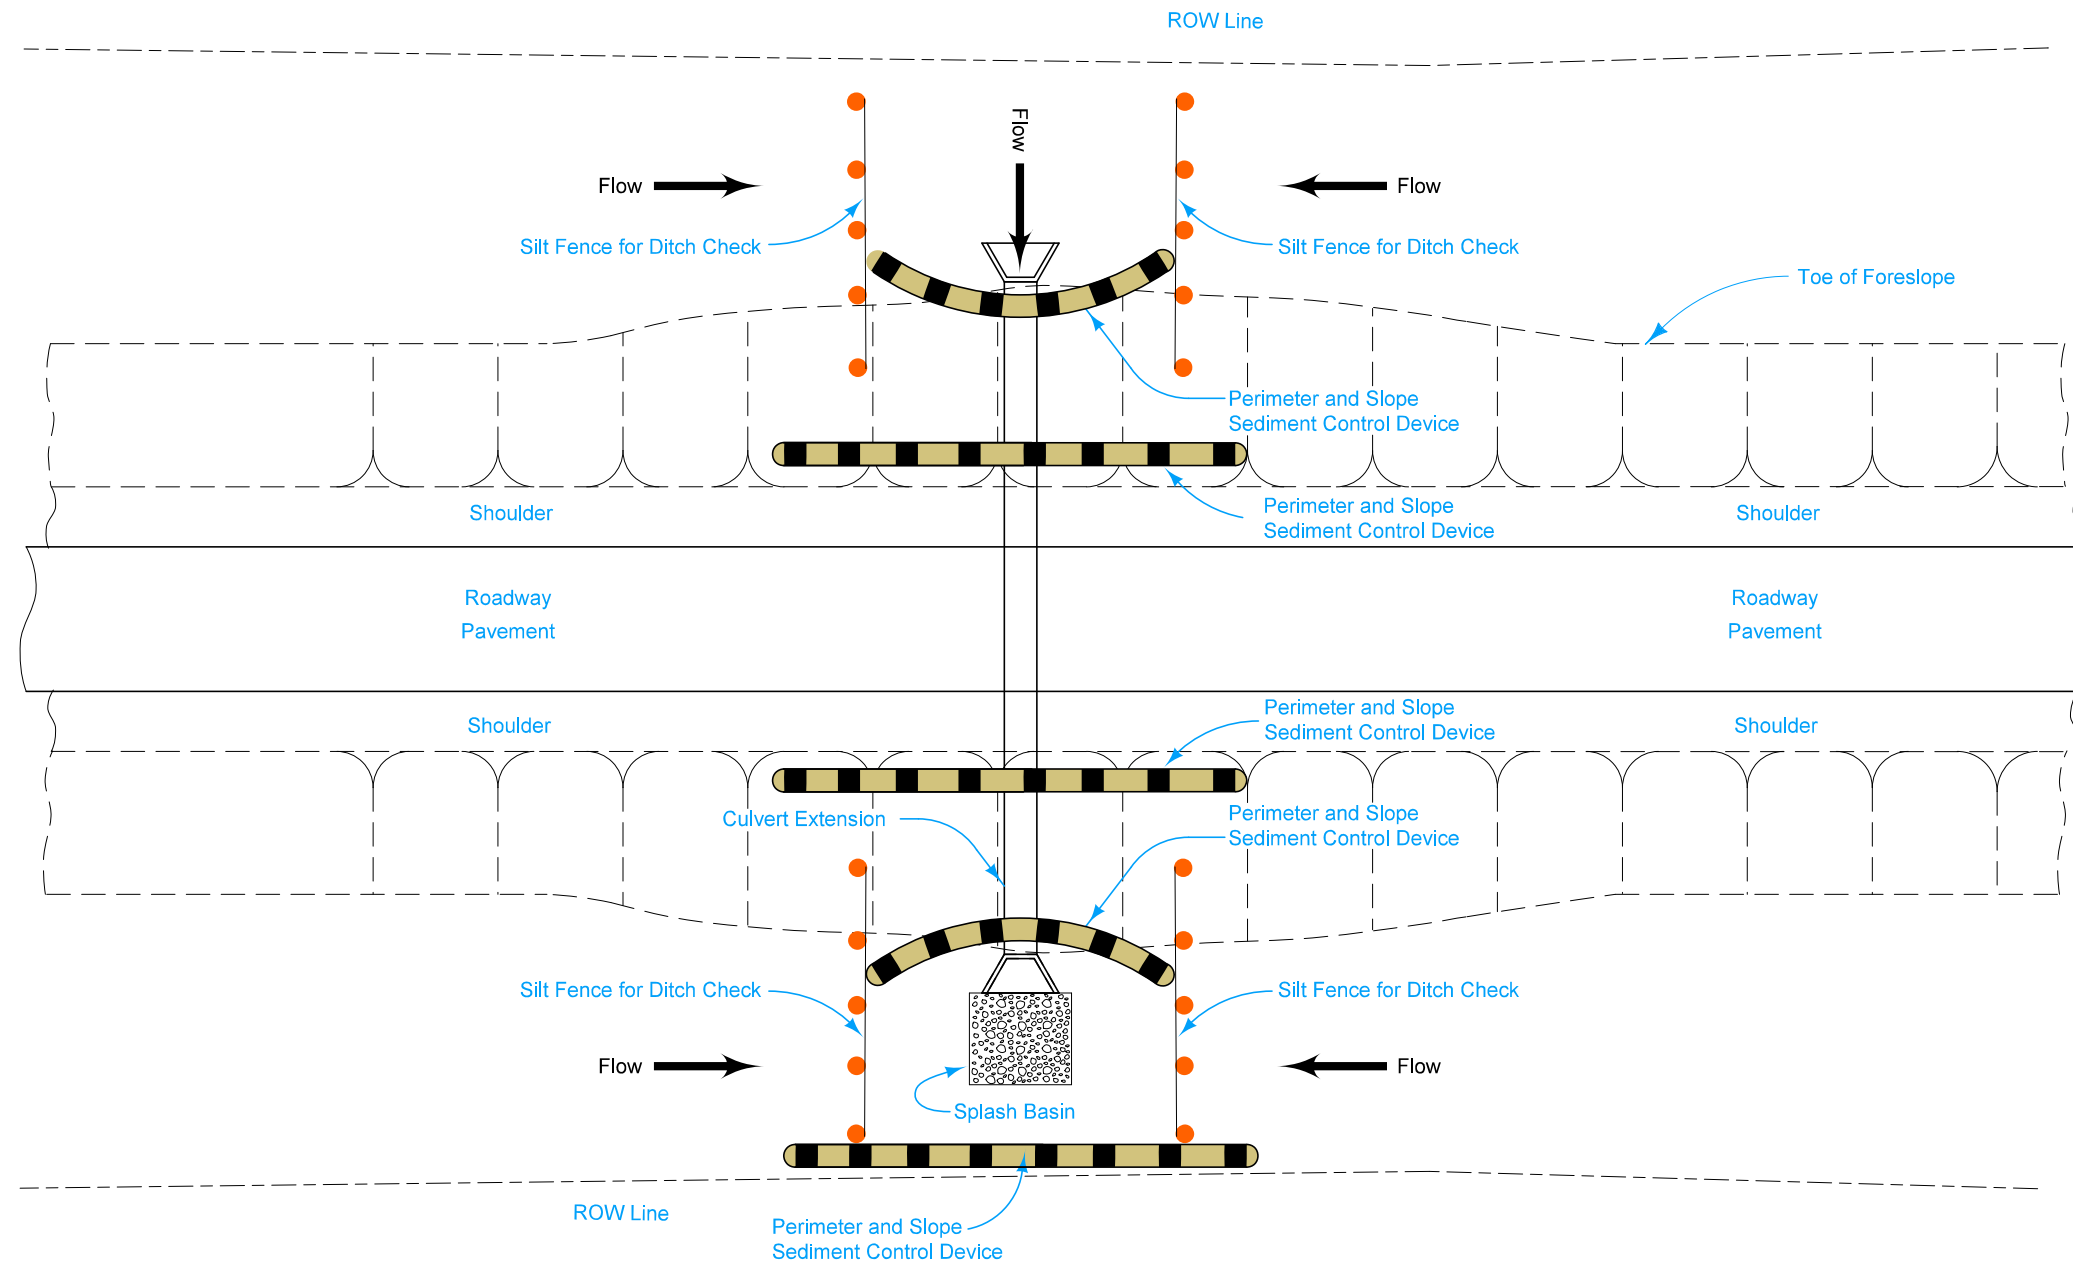 ROW Line
Flow
Flow
Flow
Silt Fence for Ditch Check
Silt Fence for Ditch Check
Toe of Foreslope
Perimeter and Slope
Sediment Control Device
Perimeter and Slope
Sediment Control Device
Shoulder
Shoulder
Roadway
Pavement
Roadway
Pavement
Perimeter and Slope
Sediment Control Device
Shoulder
Shoulder
Culvert Extension
Perimeter and Slope
Sediment Control Device
Silt Fence for Ditch Check
Silt Fence for Ditch Check
Flow
Flow
Splash Basin
ROW Line
Perimeter and Slope
Sediment Control Device